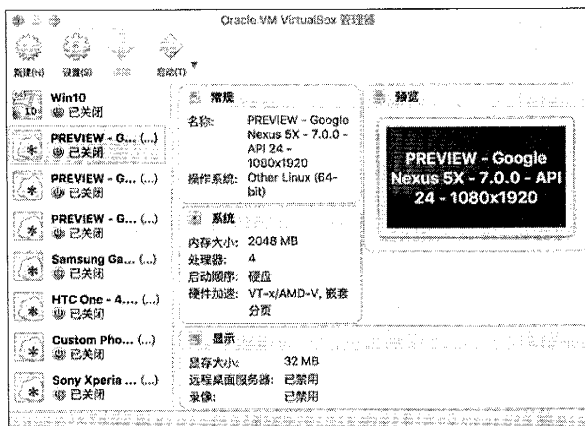 Oracle VM VirtualBox 管理器
新建(N) 设置(S) 清除 启动(T)
Win10
已关闭
PREVIEW - G... (...)
已关闭
PREVIEW - G... (...)
已关闭
PREVIEW - G... (...)
已关闭
Samsung Ga... (...)
已关闭
HTC One - 4.... (...)
已关闭
Custom Pho... (...)
已关闭
Sony Xperia ... (...)
已关闭
常规
名称: PREVIEW - Google
Nexus 5X - 7.0.0 -
API 24 -
1080x1920
操作系统: Other Linux (64-
bit)
系统
内存大小: 2048 MB
处理器: 4
启动顺序: 硬盘
硬件加速: VT-x/AMD-V, 嵌套
分页
显示
显存大小: 32 MB
远程桌面服务器: 已禁用
录像: 已禁用
预览
PREVIEW - Google
Nexus 5X - 7.0.0 - API
24 - 1080x1920